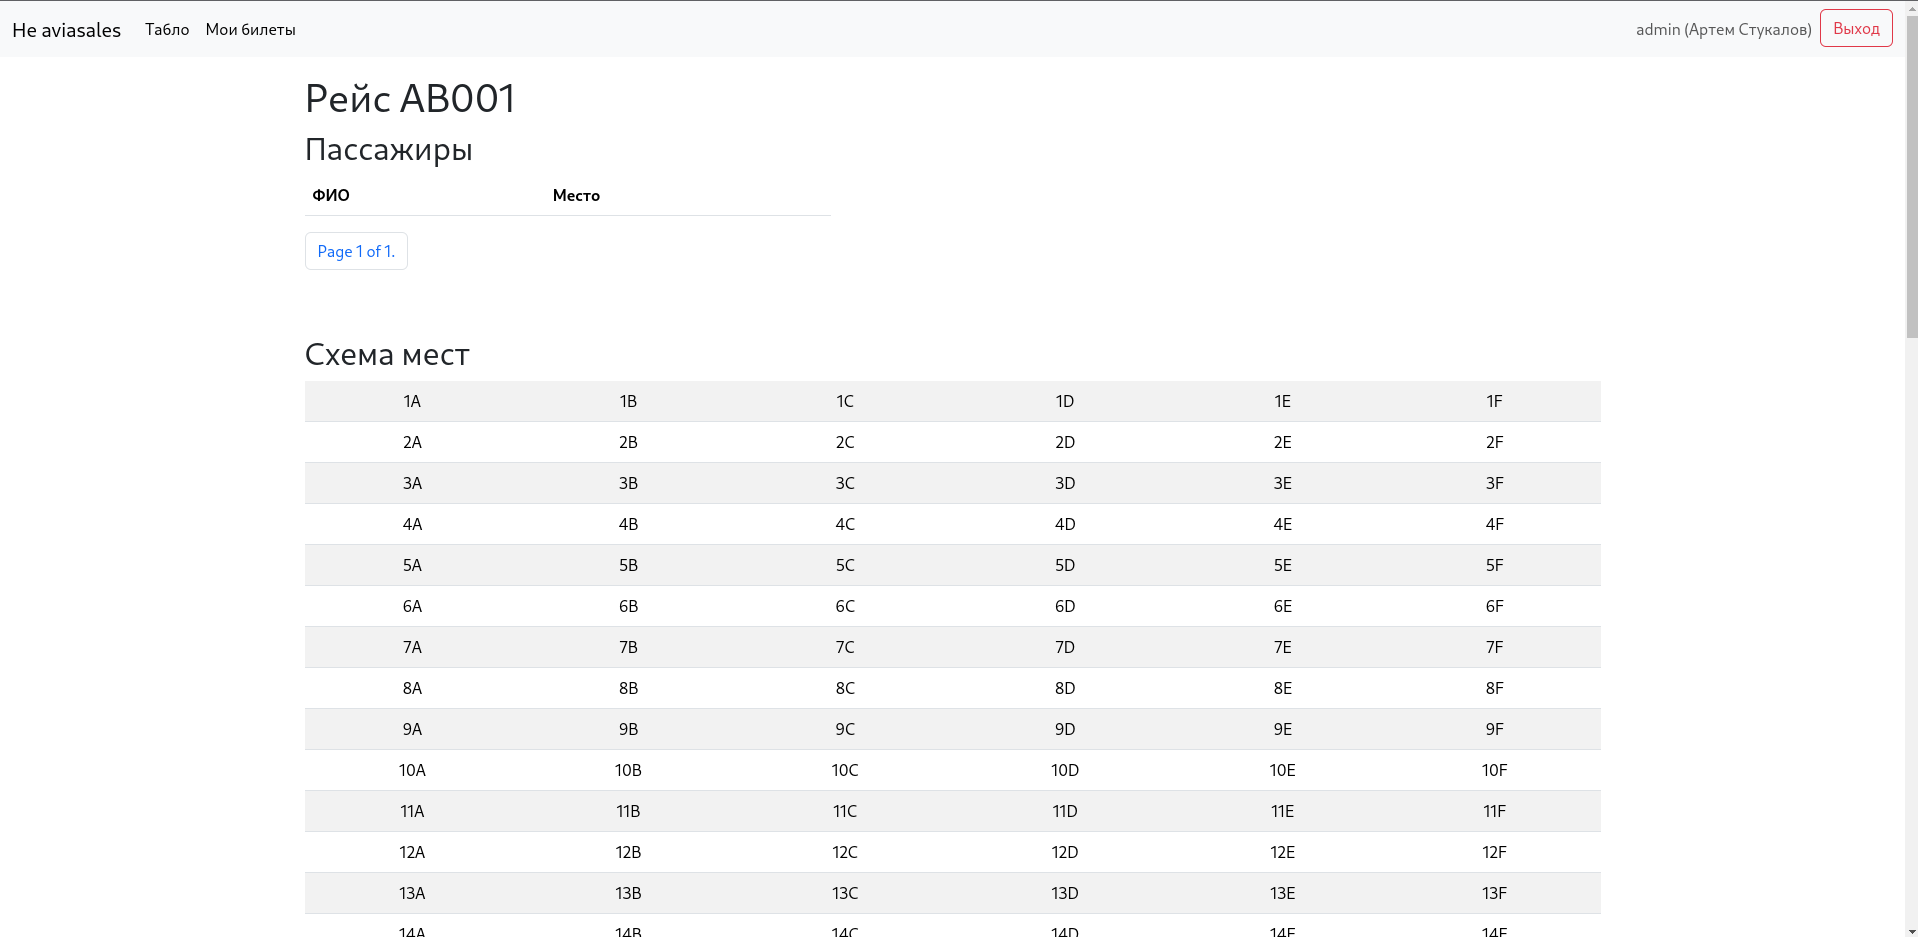 Не aviasales Табло Мои билеты admin (Артем Стукалов) Выход
Рейс AB001
Пассажиры
ФИО Место
Page 1 of 1.
Схема мест
1A 1B 1C 1D 1E 1F
2A 2B 2C 2D 2E 2F
3A 3B 3C 3D 3E 3F
4A 4B 4C 4D 4E 4F
5A 5B 5C 5D 5E 5F
6A 6B 6C 6D 6E 6F
7A 7B 7C 7D 7E 7F
8A 8B 8C 8D 8E 8F
9A 9B 9C 9D 9E 9F
10A 10B 10C 10D 10E 10F
11A 11B 11C 11D 11E 11F
12A 12B 12C 12D 12E 12F
13A 13B 13C 13D 13E 13F
14A 14B 14C 14D 14E 14F